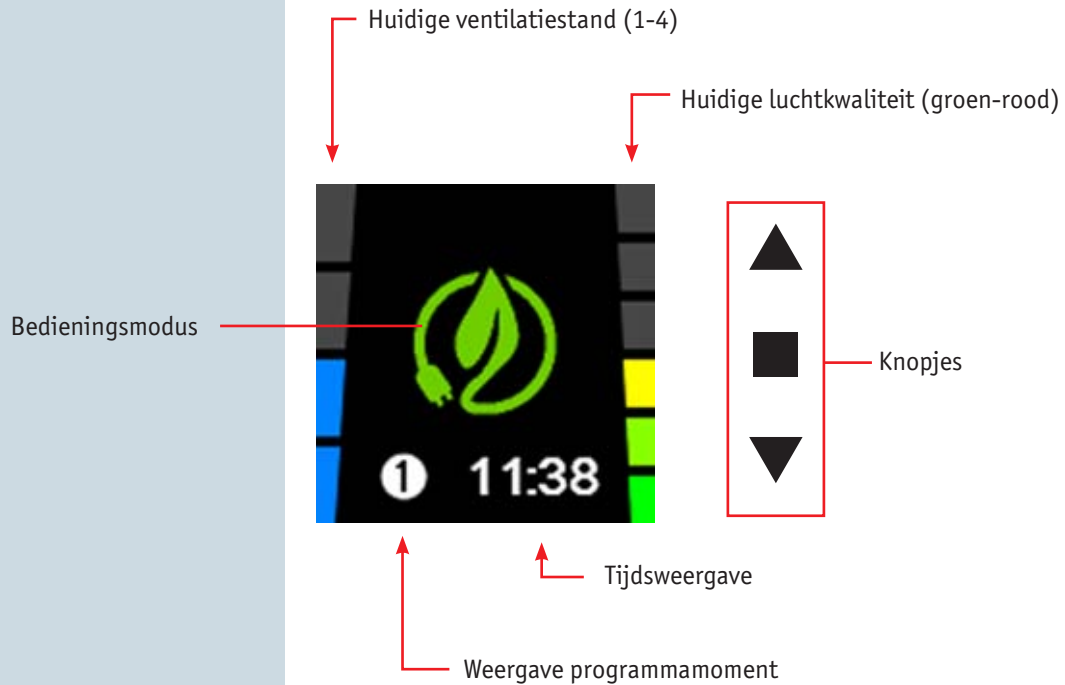 Huidige ventilatiestand (1-4)
Huidige luchtkwaliteit (groen-rood)
Bedieningsmodus
Knopjes
1 11:38
Tijdsweergave
Weergave programmamoment